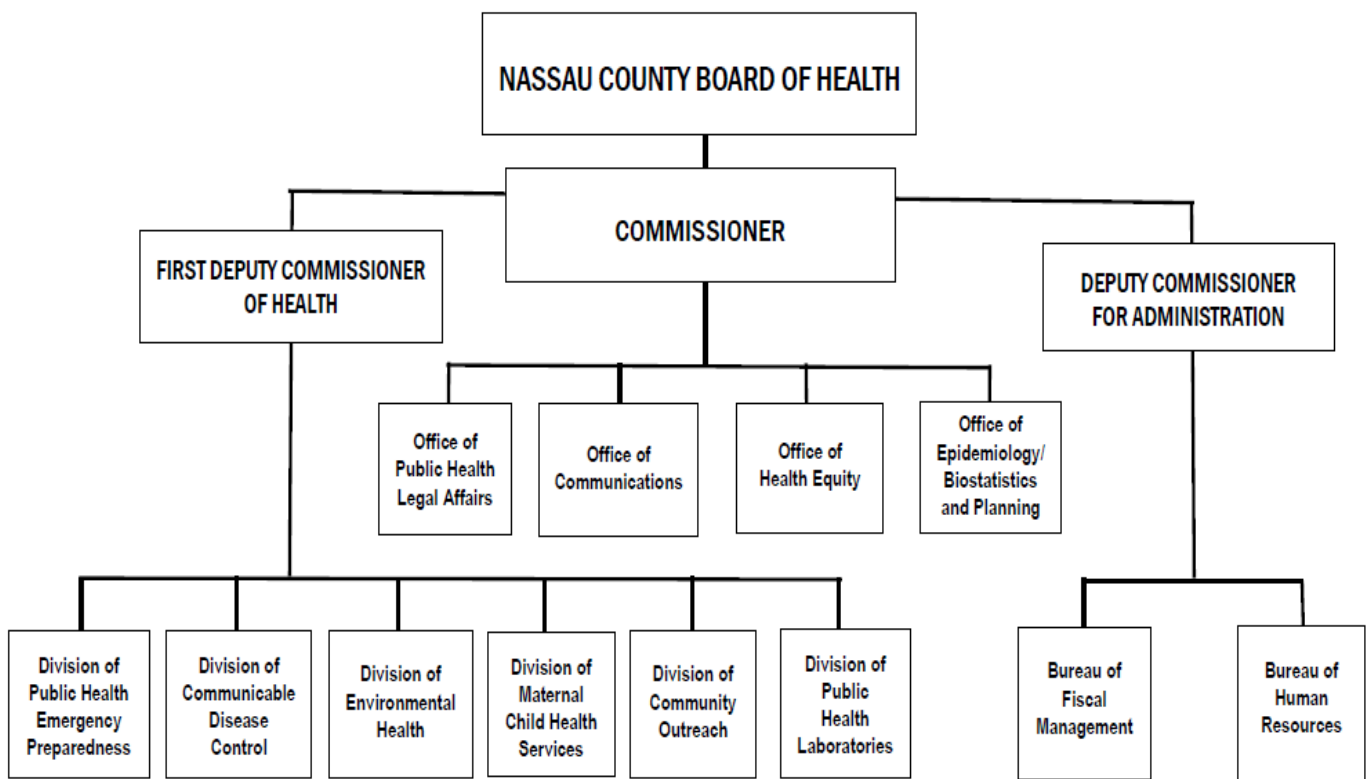 NASSAU COUNTY BOARD OF HEALTH
COMMISSIONER
FIRST DEPUTY COMMISSIONER
OF HEALTH
DEPUTY COMMISSIONER
FOR ADMINISTRATION
Office of
Public Health
Legal Affairs
Office of
Communications
Office of
Health Equity
Office of
Epidemiology/
Biostatistics
and Planning
Division of
Public Health
Emergency
Preparedness
Division of
Communicable
Disease
Control
Division of
Environmental
Health
Division of
Maternal
Child Health
Services
Division of
Community
Outreach
Division of
Public
Health
Laboratories
Bureau of
Fiscal
Management
Bureau of
Human
Resources